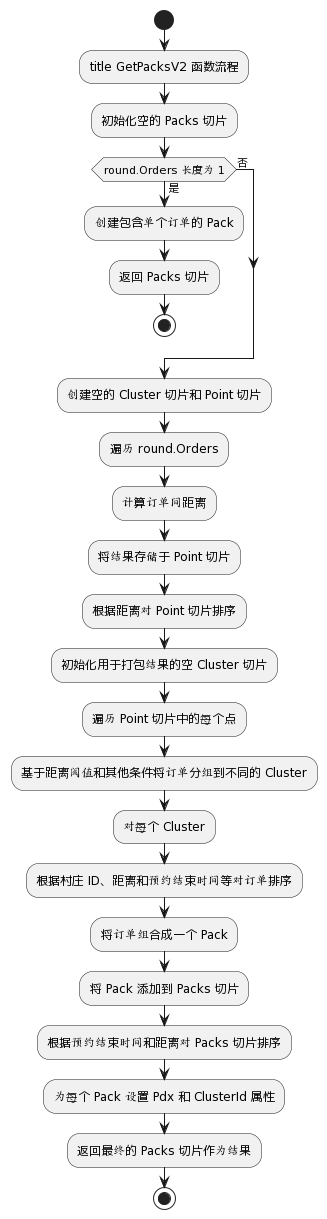 title GetPacksV2 函数流程
初始化空的 Packs 切片
round.Orders 长度为 1
否
是
创建包含单个订单的 Pack
返回 Packs 切片
创建空的 Cluster 切片和 Point 切片
遍历 round.Orders
计算订单间距离
将结果存储于 Point 切片
根据距离对 Point 切片排序
初始化用于打包结果的空 Cluster 切片
遍历 Point 切片中的每个点
基于距离阈值和其他条件将订单分组到不同的 Cluster
对每个 Cluster
根据村庄 ID、距离和预约结束时间等对订单排序
将订单组合成一个 Pack
将 Pack 添加到 Packs 切片
根据预约结束时间和距离对 Packs 切片排序
为每个 Pack 设置 Pdx 和 ClusterId 属性
返回最终的 Packs 切片作为结果